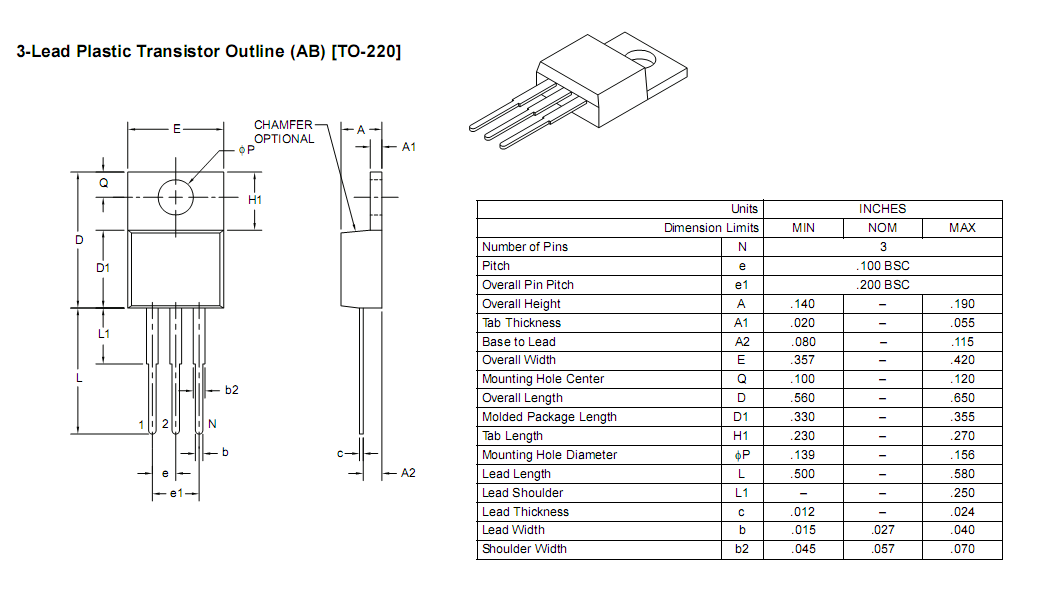 3-Lead Plastic Transistor Outline (AB) [TO-220]
E
CHAMFER
OPTIONAL
A
ϕP
A1
Q
H1
D
D1
L1
L
b2
1
2
N
b
c
e
A2
e1
Units INCHES
Dimension Limits MIN NOM MAX
Number of Pins N 3
Pitch e .100 BSC
Overall Pin Pitch e1 .200 BSC
Overall Height A .140 – .190
Tab Thickness A1 .020 – .055
Base to Lead A2 .080 – .115
Overall Width E .357 – .420
Mounting Hole Center Q .100 – .120
Overall Length D .560 – .650
Molded Package Length D1 .330 – .355
Tab Length H1 .230 – .270
Mounting Hole Diameter ϕP .139 – .156
Lead Length L .500 – .580
Lead Shoulder L1 – – .250
Lead Thickness c .012 – .024
Lead Width b .015 .027 .040
Shoulder Width b2 .045 .057 .070